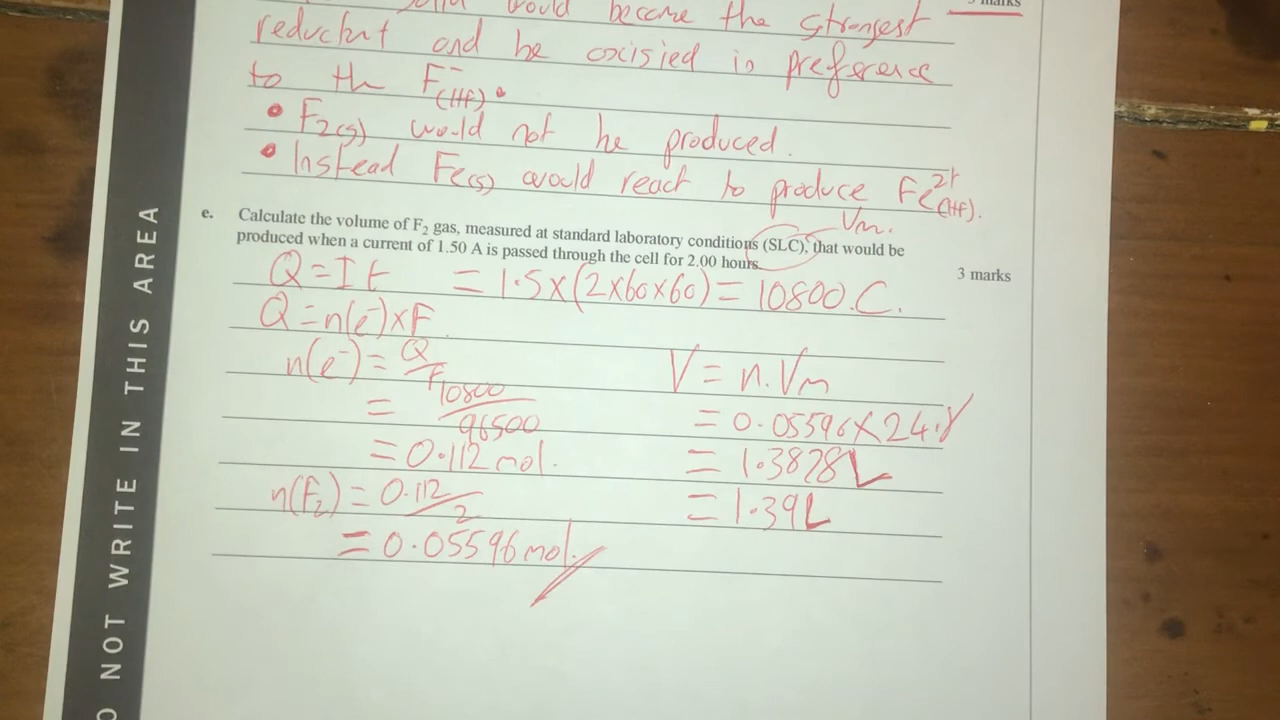 would become the strongest
marks
reductant and be oxisied in preference
to the F⁻(HF).
• F₂(g) would not be produced.
• Instead Fe(s) would react to produce Fe²⁺(HF).
Vm.
e. Calculate the volume of F₂ gas, measured at standard laboratory conditions (SLC), that would be
produced when a current of 1.50 A is passed through the cell for 2.00 hours.
3 marks
Q = It = 1.5×(2×60×60) = 10800.C.
Q = n(e⁻)×F
n(e⁻) = Q/F
= 10800/96500
= 0.112 mol.
n(F₂) = 0.112/2
= 0.05596 mol.
V = n.Vm
= 0.05596×24.8
= 1.3878L
= 1.39L
O NOT WRITE IN THIS AREA